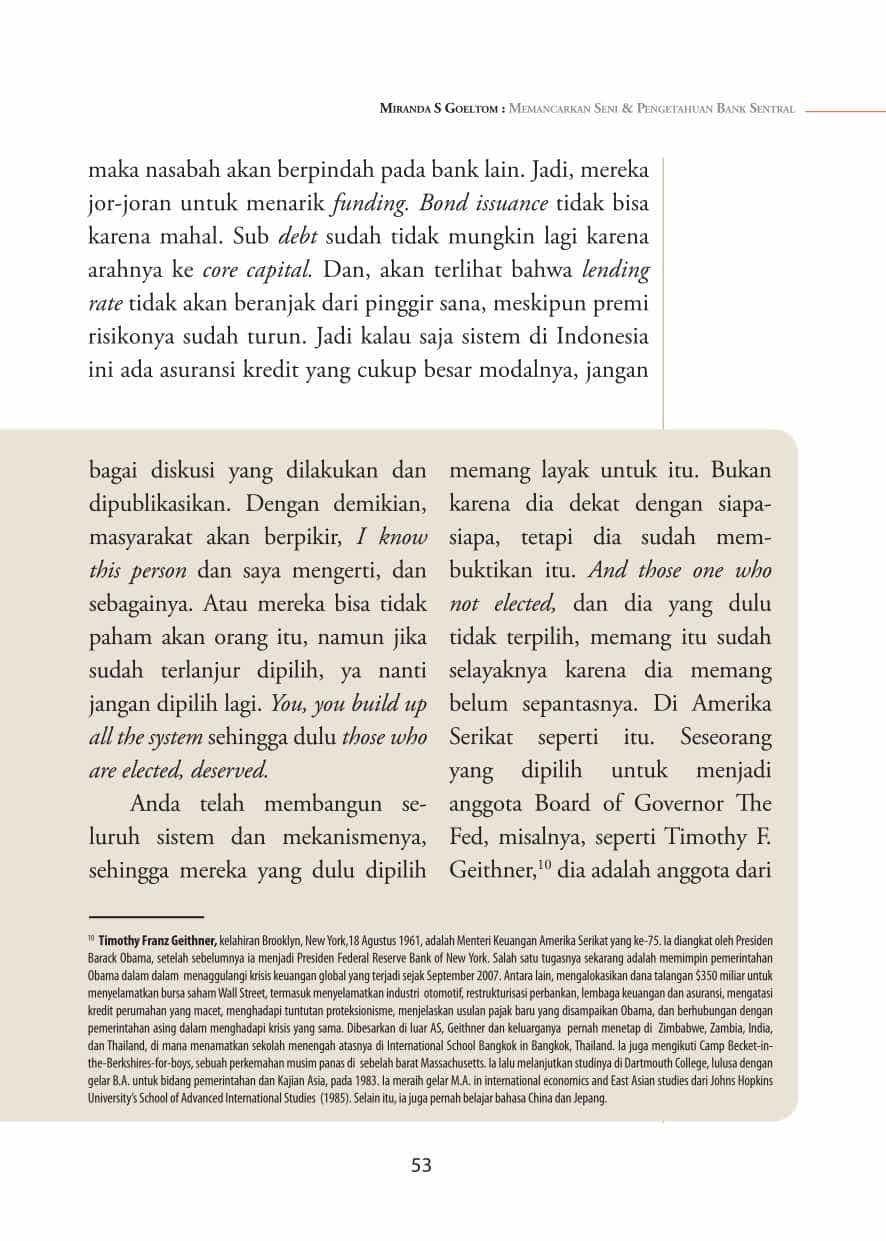 MIRANDA S GOELTOM : MEMANCARKAN SENI & PENGETAHUAN BANK SENTRAL
maka nasabah akan berpindah pada bank lain. Jadi, mereka
jor-joran untuk menarik funding. Bond issuance tidak bisa
karena mahal. Sub debt sudah tidak mungkin lagi karena
arahnya ke core capital. Dan, akan terlihat bahwa lending
rate tidak akan beranjak dari pinggir sana, meskipun premi
risikonya sudah turun. Jadi kalau saja sistem di Indonesia
ini ada asuransi kredit yang cukup besar modalnya, jangan
bagai diskusi yang dilakukan dan
dipublikasikan. Dengan demikian,
masyarakat akan berpikir, I know
this person dan saya mengerti, dan
sebagainya. Atau mereka bisa tidak
paham akan orang itu, namun jika
sudah terlanjur dipilih, ya nanti
jangan dipilih lagi. You, you build up
all the system sehingga dulu those who
are elected, deserved.
Anda telah membangun se-
luruh sistem dan mekanismenya,
sehingga mereka yang dulu dipilih
memang layak untuk itu. Bukan
karena dia dekat dengan siapa-
siapa, tetapi dia sudah mem-
buktikan itu. And those one who
not elected, dan dia yang dulu
tidak terpilih, memang itu sudah
selayaknya karena dia memang
belum sepantasnya. Di Amerika
Serikat seperti itu. Seseorang
yang dipilih untuk menjadi
anggota Board of Governor The
Fed, misalnya, seperti Timothy F.
Geithner,10 dia adalah anggota dari
10 Timothy Franz Geithner, kelahiran Brooklyn, New York,18 Agustus 1961, adalah Menteri Keuangan Amerika Serikat yang ke-75. Ia diangkat oleh Presiden
Barack Obama, setelah sebelumnya ia menjadi Presiden Federal Reserve Bank of New York. Salah satu tugasnya sekarang adalah memimpin pemerintahan
Obama dalam dalam menaggulangi krisis keuangan global yang terjadi sejak September 2007. Antara lain, mengalokasikan dana talangan $350 miliar untuk
menyelamatkan bursa saham Wall Street, termasuk menyelamatkan industri otomotif, restrukturisasi perbankan, lembaga keuangan dan asuransi, mengatasi
kredit perumahan yang macet, menghadapi tuntutan proteksionisme, menjelaskan usulan pajak baru yang disampaikan Obama, dan berhubungan dengan
pemerintahan asing dalam menghadapi krisis yang sama. Dibesarkan di luar AS, Geithner dan keluarganya pernah menetap di Zimbabwe, Zambia, India,
dan Thailand, di mana menamatkan sekolah menengah atasnya di International School Bangkok in Bangkok, Thailand. Ia juga mengikuti Camp Becket-in-
the-Berkshires-for-boys, sebuah perkemahan musim panas di sebelah barat Massachusetts. Ia lalu melanjutkan studinya di Dartmouth College, lulusa dengan
gelar B.A. untuk bidang pemerintahan dan Kajian Asia, pada 1983. Ia meraih gelar M.A. in international economics and East Asian studies dari Johns Hopkins
University's School of Advanced International Studies (1985). Selain itu, ia juga pernah belajar bahasa China dan Jepang.
53